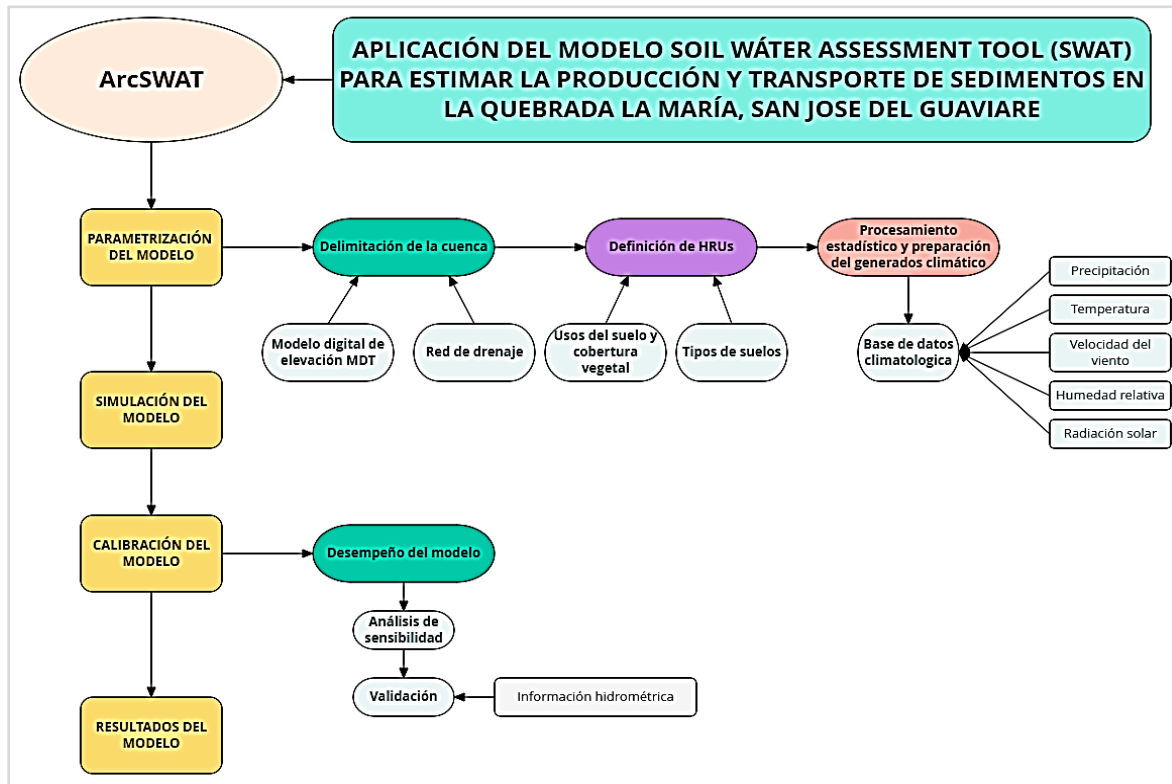 ArcSWAT
APLICACIÓN DEL MODELO SOIL WÁTER ASSESSMENT TOOL (SWAT)
PARA ESTIMAR LA PRODUCCIÓN Y TRANSPORTE DE SEDIMENTOS EN
LA QUEBRADA LA MARÍA, SAN JOSE DEL GUAVIARE
PARAMETRIZACIÓN
DEL MODELO
Delimitación de la cuenca
Definición de HRUs
Procesamiento
estadístico y preparación
del generados climático
Modelo digital de
elevación MDT
Red de drenaje
Usos del suelo y
cobertura
vegetal
Tipos de suelos
Base de datos
climatologica
Precipitación
Temperatura
Velocidad del
viento
Humedad relativa
Radiación solar
SIMULACIÓN DEL
MODELO
CALIBRACIÓN DEL
MODELO
Desempeño del modelo
Análisis de
sensibilidad
Validación
Información hidrométrica
RESULTADOS DEL
MODELO